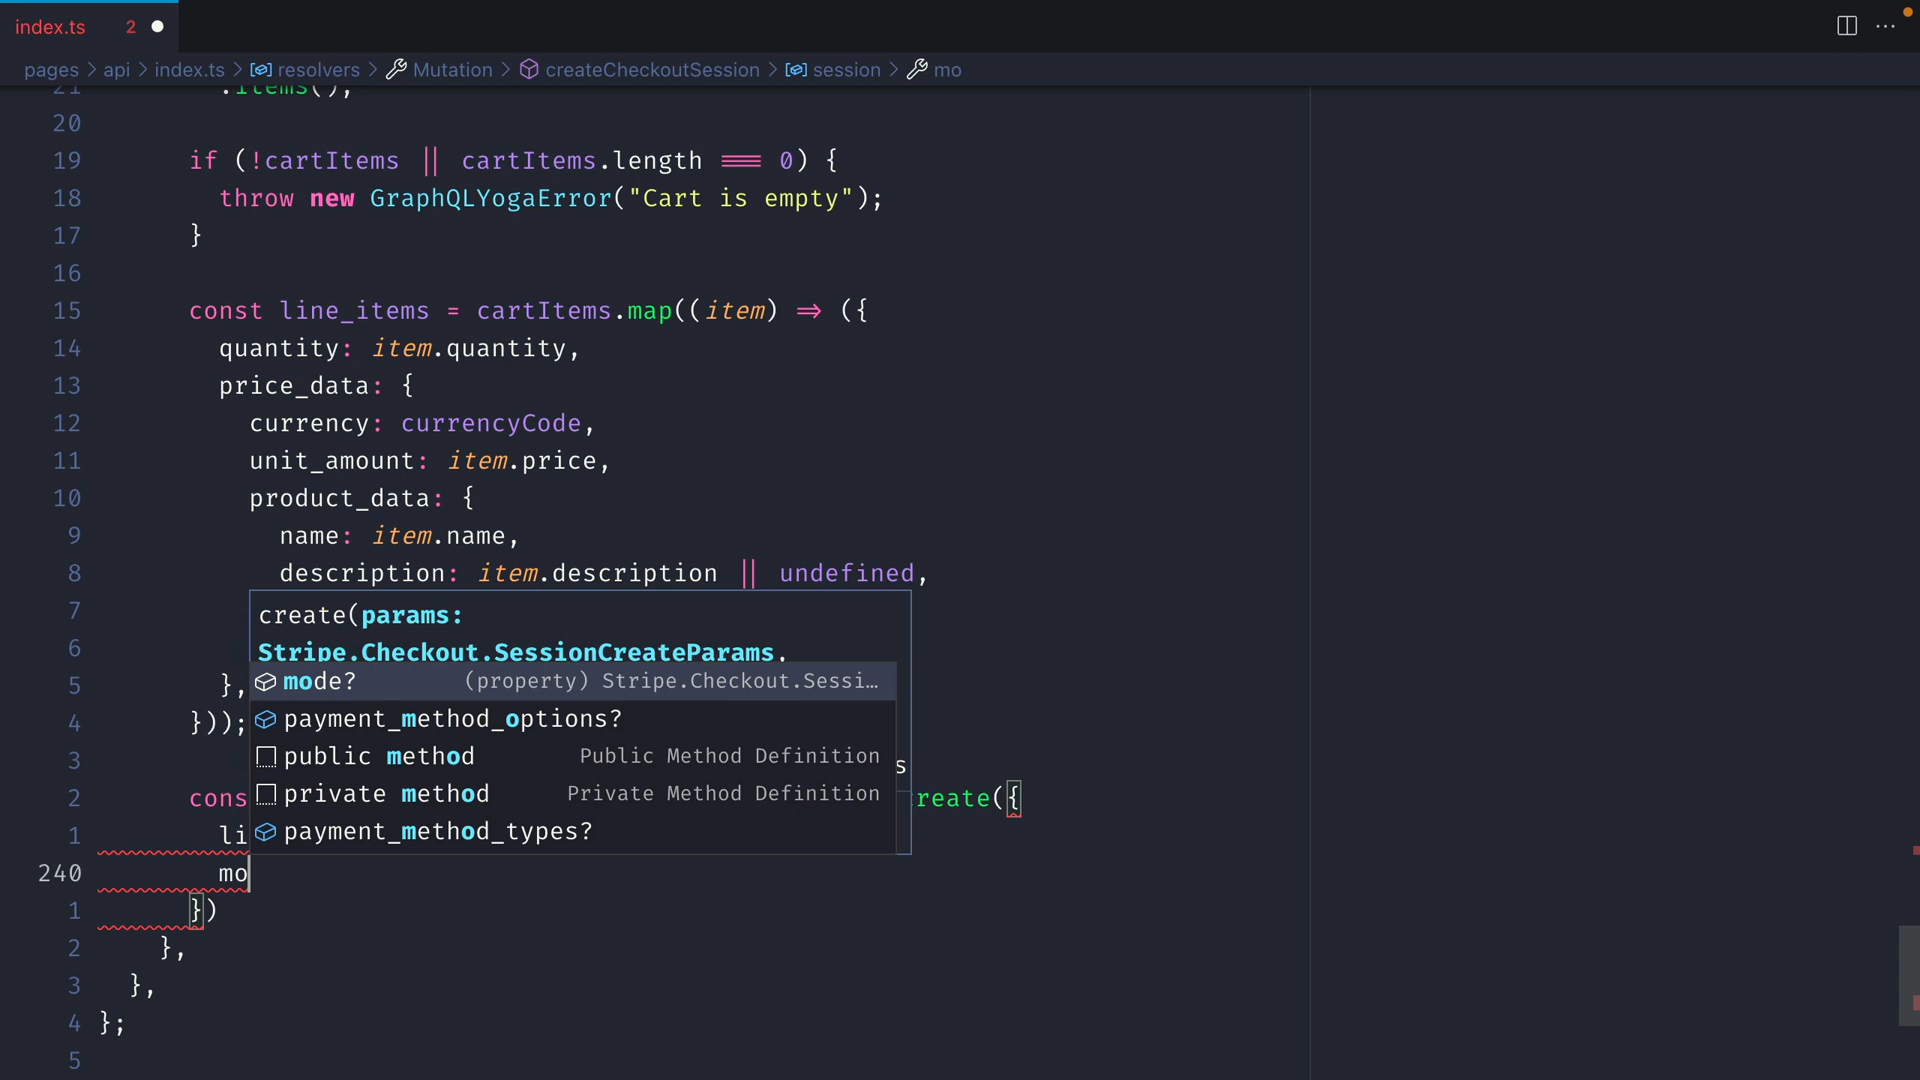 index.ts 2
pages > api > index.ts > resolvers > Mutation > createCheckoutSession > session > mo
21 .items(),
20
19 if (!cartItems || cartItems.length === 0) {
18 throw new GraphQLYogaError("Cart is empty");
17 }
16
15 const line_items = cartItems.map((item) => ({
14 quantity: item.quantity,
13 price_data: {
12 currency: currencyCode,
11 unit_amount: item.price,
10 product_data: {
9 name: item.name,
8 description: item.description || undefined,
7 create(params:
6 Stripe.Checkout.SessionCreateParams,
5 }, mode? (property) Stripe.Checkout.Sessi…
payment_method_options?
4 }));
public method Public Method Definition
3 s
private method Private Method Definition
2 cons reate({
payment_method_types?
1 li
240 mo
1 })
2 },
3 },
4 };
5